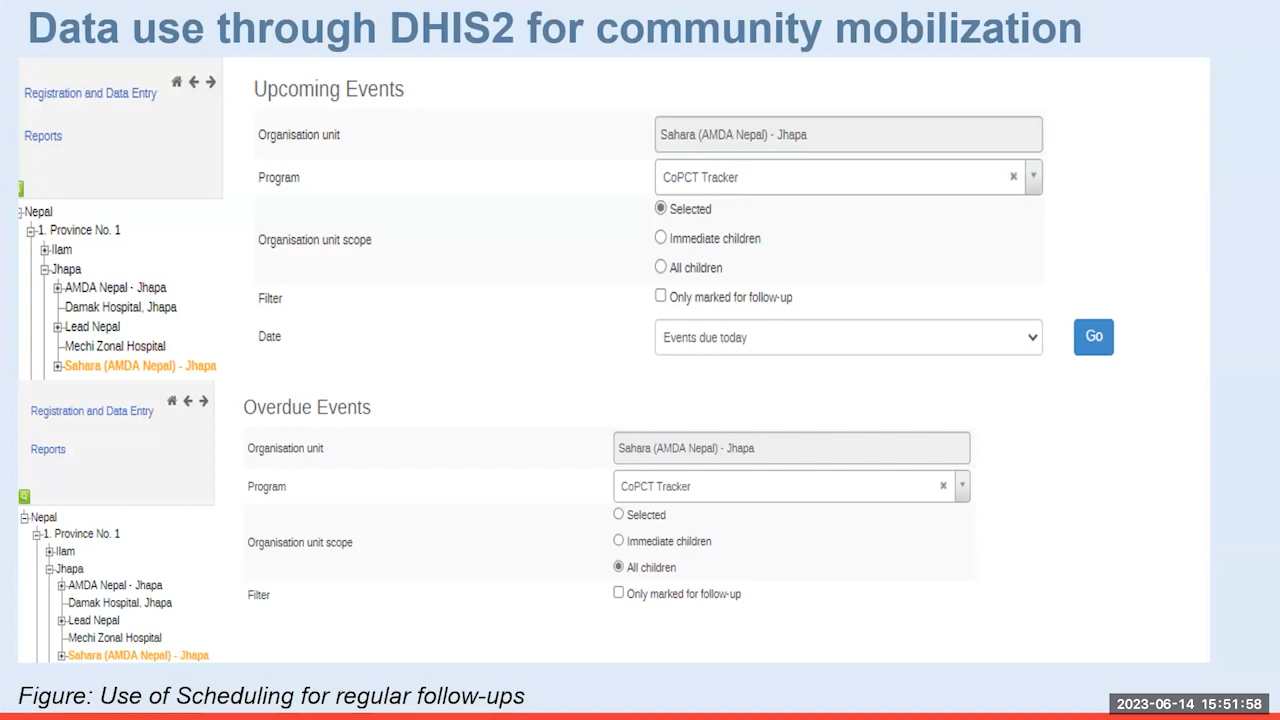 Data use through DHIS2 for community mobilization
Registration and Data Entry
Reports
Nepal
1. Province No. 1
Ilam
Jhapa
AMDA Nepal - Jhapa
Damak Hospital, Jhapa
Lead Nepal
Mechi Zonal Hospital
Sahara (AMDA Nepal) - Jhapa
Upcoming Events
Organisation unit
Sahara (AMDA Nepal) - Jhapa
Program
CoPCT Tracker
Organisation unit scope
Selected
Immediate children
All children
Filter
Only marked for follow-up
Date
Events due today
Go
Registration and Data Entry
Reports
Nepal
1. Province No. 1
Ilam
Jhapa
AMDA Nepal - Jhapa
Damak Hospital, Jhapa
Lead Nepal
Mechi Zonal Hospital
Sahara (AMDA Nepal) - Jhapa
Overdue Events
Organisation unit
Sahara (AMDA Nepal) - Jhapa
Program
CoPCT Tracker
Organisation unit scope
Selected
Immediate children
All children
Filter
Only marked for follow-up
Figure: Use of Scheduling for regular follow-ups
2023-06-14 15:51:58